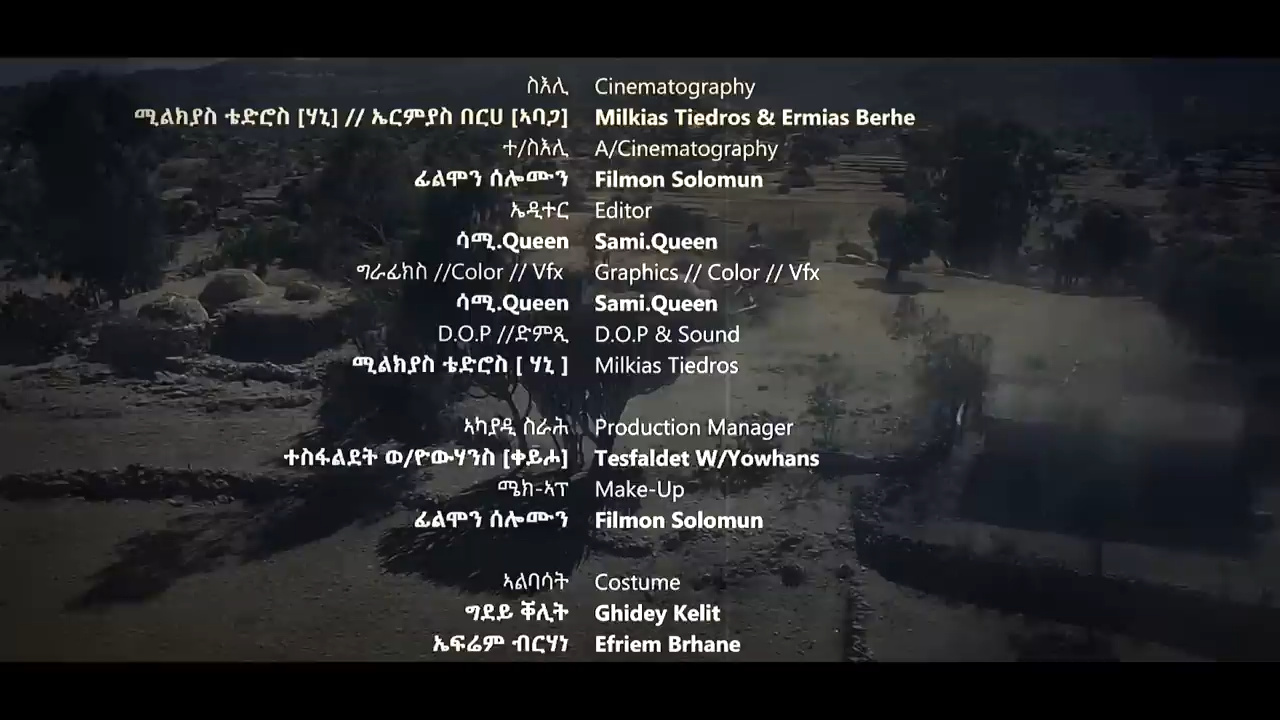 ስእሊ Cinematography
ሚልክያስ ቴድሮስ [ሃኒ] // ኤርምያስ በርሀ [ኣባጋ] Milkias Tiedros & Ermias Berhe
ተ/ስእሊ A/Cinematography
ፊልሞን ሰሎሙን Filmon Solomun
ኤዲተር Editor
ሳሚ.Queen Sami.Queen
ግራፊክስ //Color // Vfx Graphics // Color // Vfx
ሳሚ.Queen Sami.Queen
D.O.P //ድምጺ D.O.P & Sound
ሚልክያስ ቴድሮስ [ ሃኒ ] Milkias Tiedros
ኣካያዲ ስራሕ Production Manager
ተስፋልደት ወ/ዮውሃንስ [ቀይሖ] Tesfaldet W/Yowhans
ሜክ-ኣፕ Make-Up
ፊልሞን ሰሎሙን Filmon Solomun
ኣልባሳት Costume
ግደይ ቐሊት Ghidey Kelit
ኤፍሬም ብርሃነ Efriem Brhane